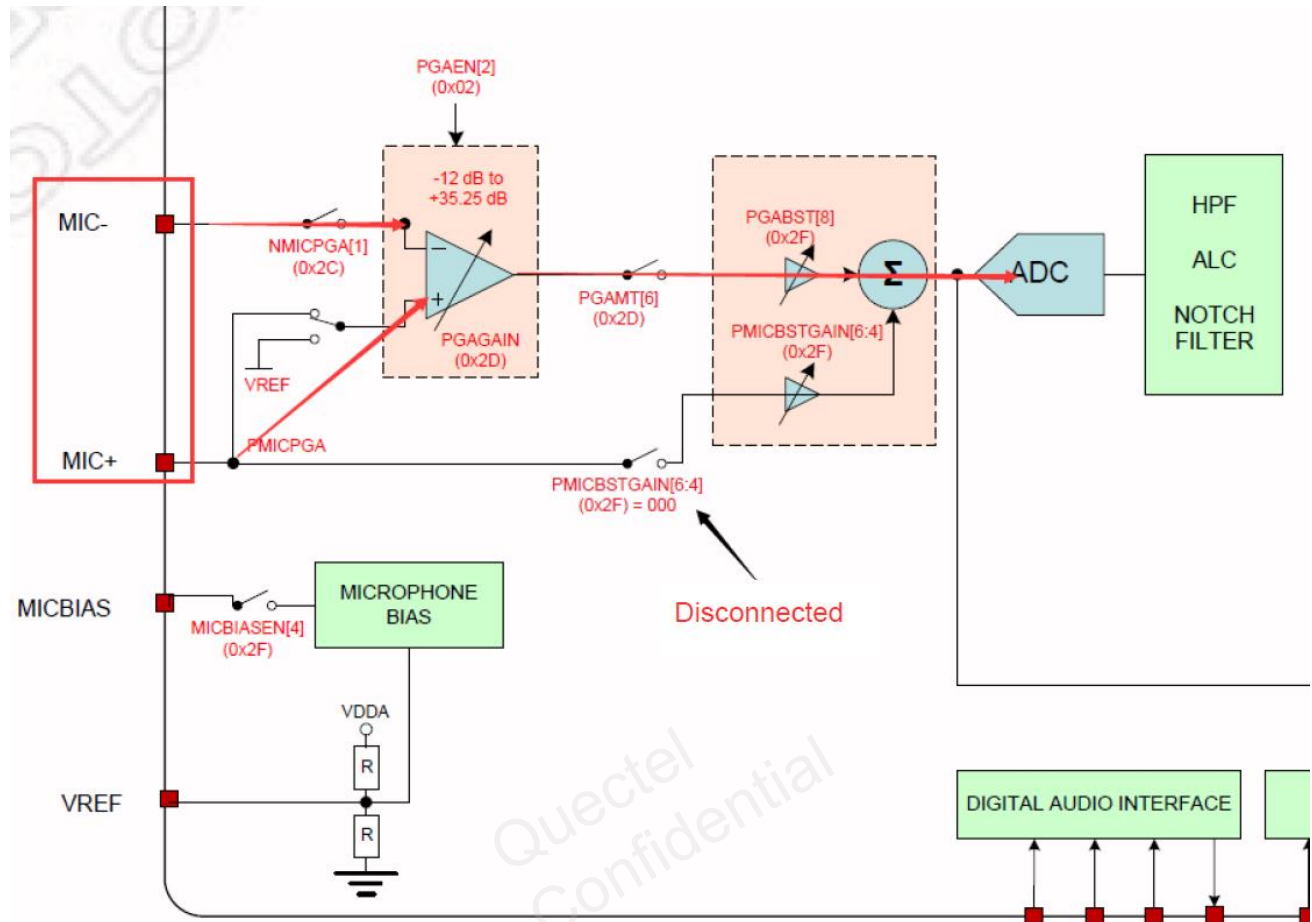 PGAEN[2]
(0x02)
-12 dB to
+35.25 dB
MIC-
NMICPGA[1]
(0x2C)
PGABST[8]
(0x2F)
Σ
ADC
HPF
ALC
NOTCH
FILTER
PGAMT[6]
(0x2D)
PGAGAIN
(0x2D)
PMICBSTGAIN[6:4]
(0x2F)
VREF
PMICPGA
MIC+
PMICBSTGAIN[6:4]
(0x2F) = 000
Disconnected
MICBIAS
MICBIASEN[4]
(0x2F)
MICROPHONE
BIAS
VDDA
R
VREF
R
Quectel
Confidential
DIGITAL AUDIO INTERFACE